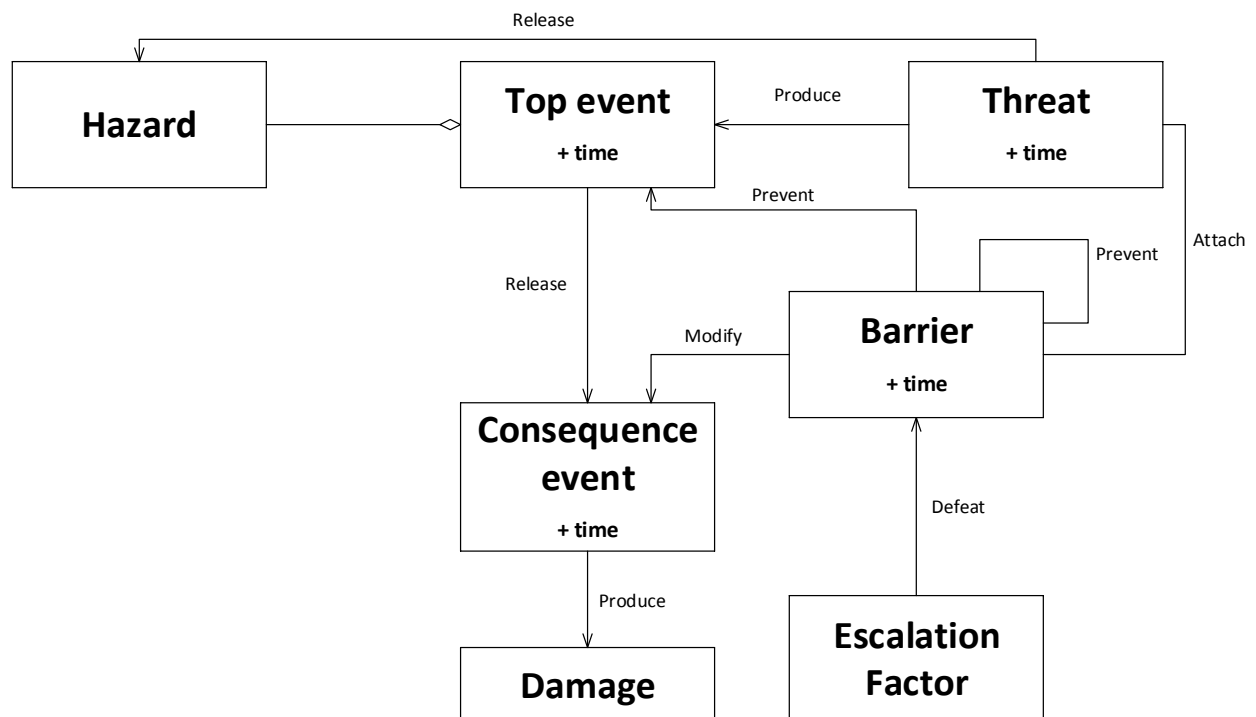 Release
Hazard
Top event
+ time
Produce
Threat
+ time
Prevent
Attach
Prevent
Release
Modify
Barrier
+ time
Consequence
event
+ time
Defeat
Produce
Damage
Escalation
Factor